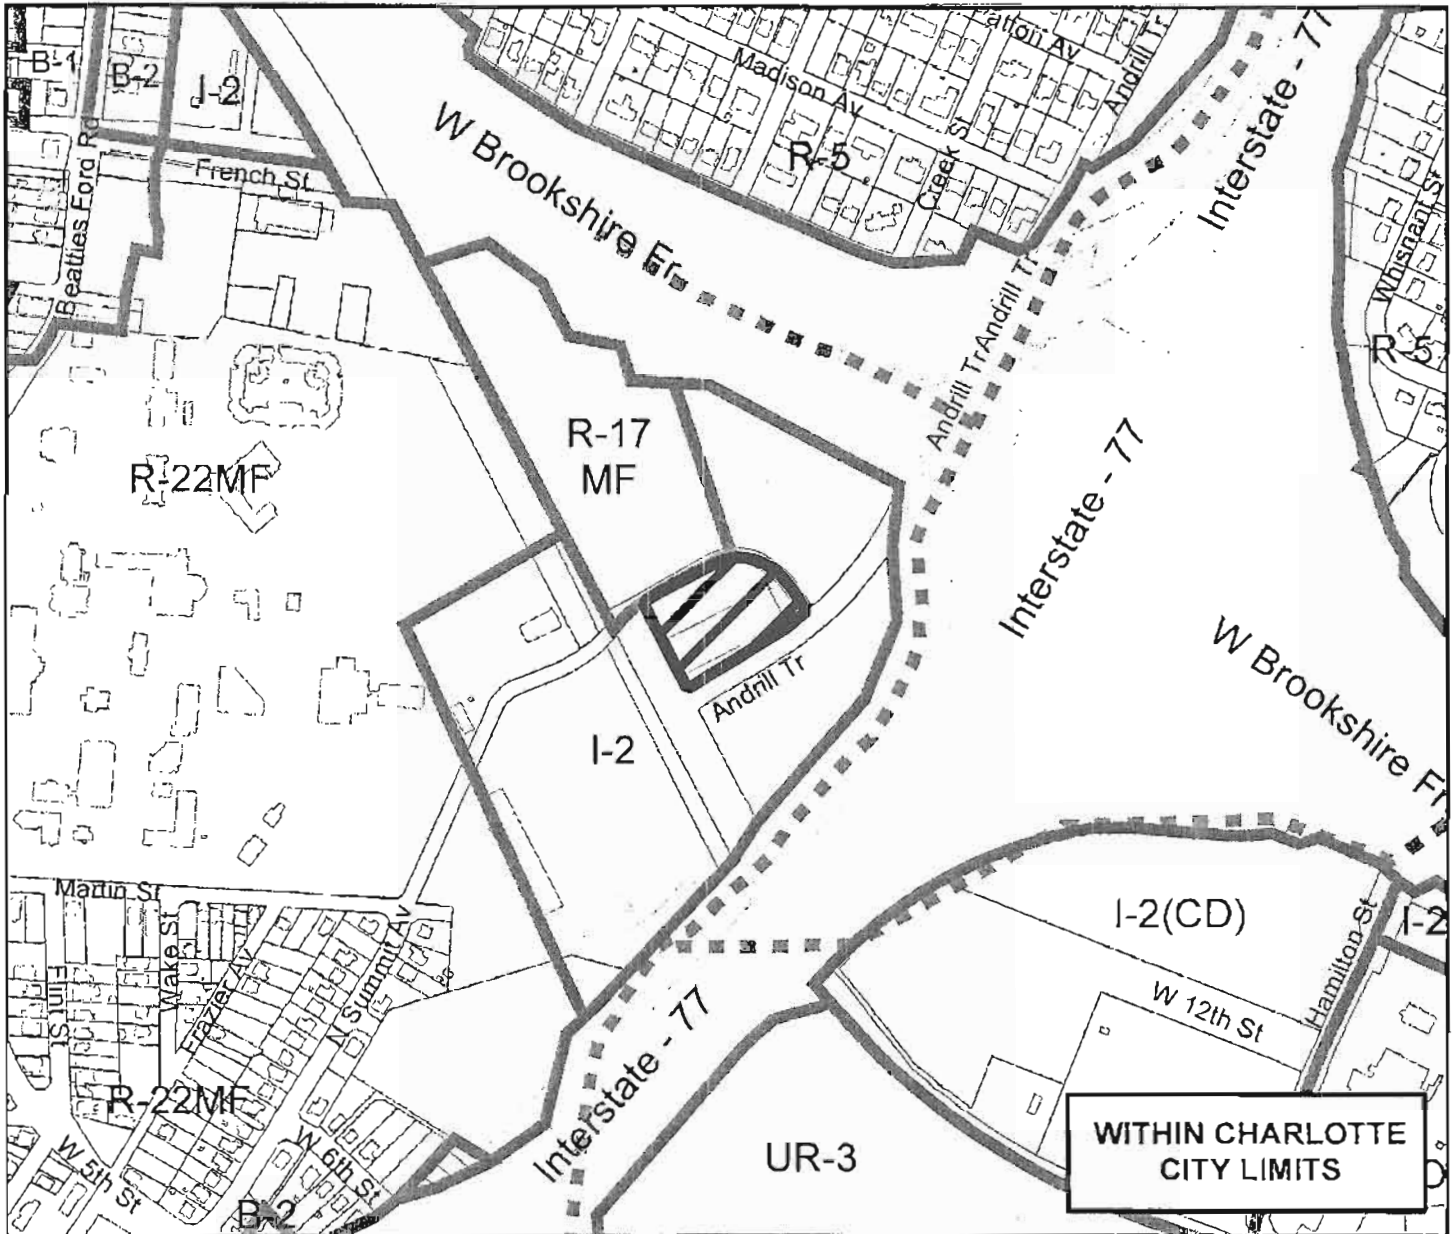 Patton Av
Andrill Tr
Interstate - 77
B-1
B-2
I-2
Madison Av
W Brookshire Fr
R-5
Creek St
French St
Beatties Ford Rd
Whisnant St
Andrill Tr
Andrill Tr
R-5
R-17
MF
R-22MF
Interstate - 77
W Brookshire Fr
Andrill Tr
I-2
Martin St
Wake St
Flint St
Frazier Av
N Summit Av
I-2(CD)
I-2
Hamilton St
W 12th St
Interstate - 77
R-22MF
W 5th St
W 6th St
B-2
UR-3
WITHIN CHARLOTTE
CITY LIMITS